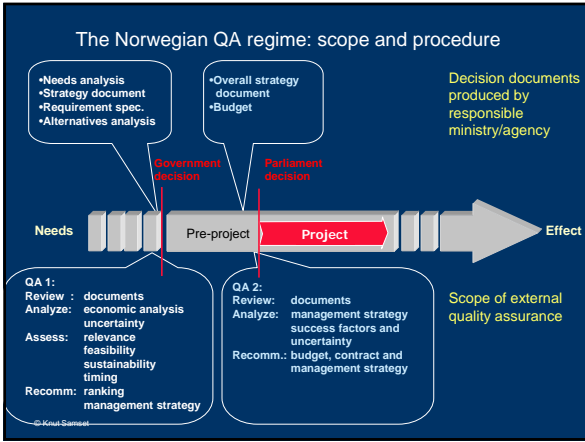 The Norwegian QA regime: scope and procedure
•Needs analysis
•Strategy document
•Requirement spec.
•Alternatives analysis
•Overall strategy
document
•Budget
Decision documents
produced by
responsible
ministry/agency
Government
decision
Parliament
decision
Needs
Pre-project
Project
Effect
QA 1:
Review : documents
Analyze: economic analysis
uncertainty
Assess: relevance
feasibility
sustainability
timing
Recomm: ranking
management strategy
QA 2:
Review: documents
Analyze: management strategy
success factors and
uncertainty
Recomm.: budget, contract and
management strategy
Scope of external
quality assurance
© Knut Samset